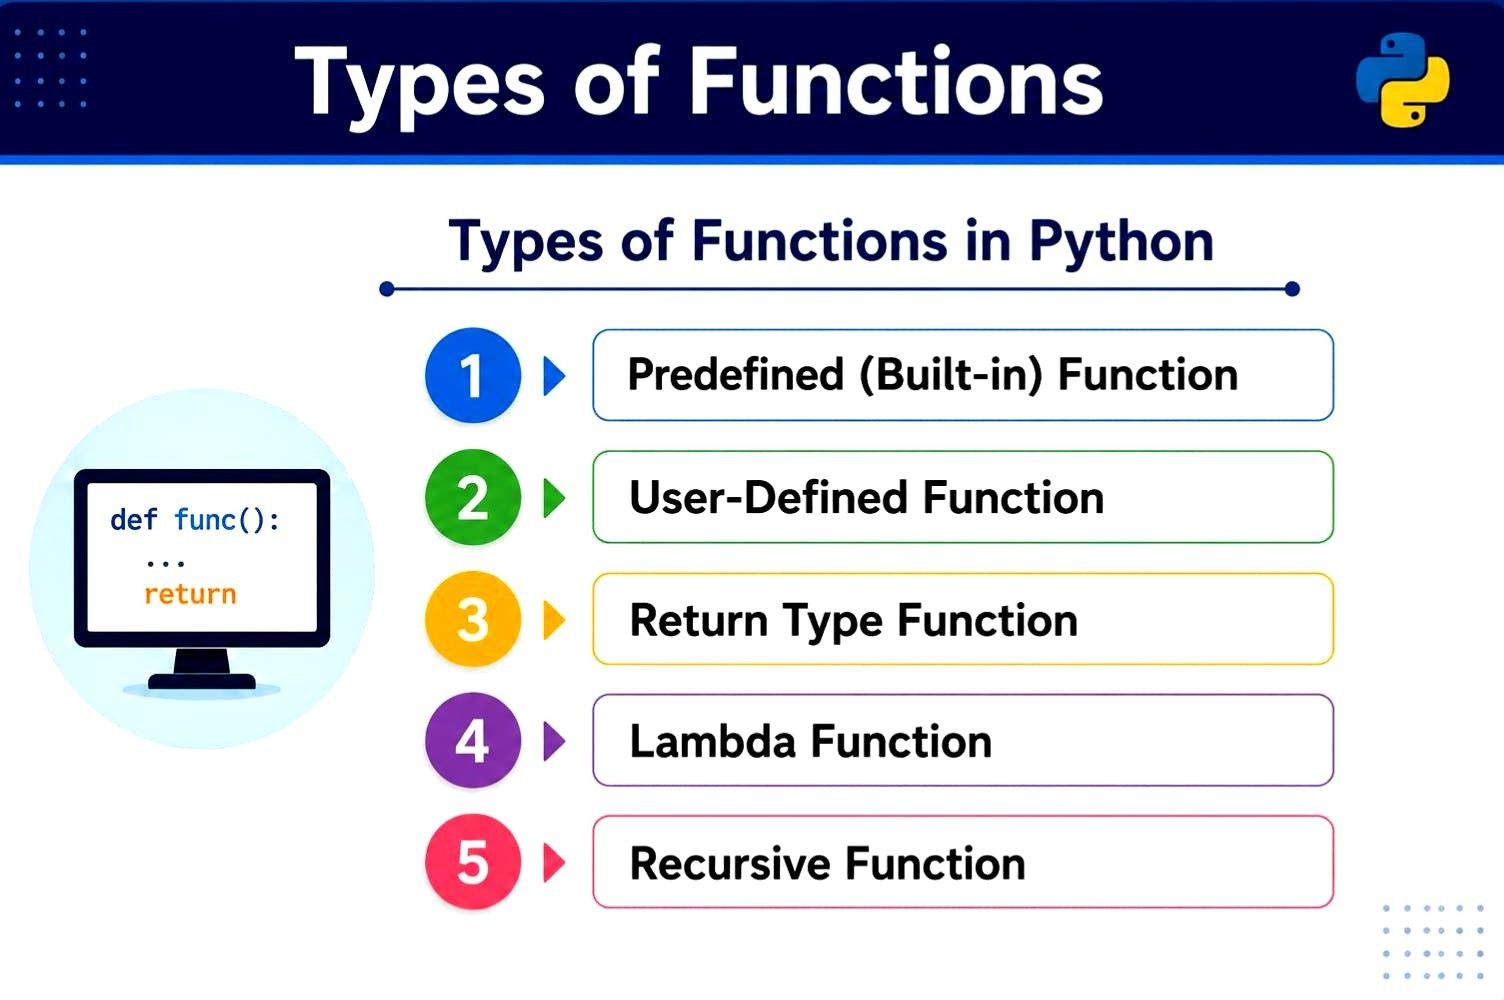 Types of Functions
Types of Functions in Python
1 Predefined (Built-in) Function
2 User-Defined Function
3 Return Type Function
4 Lambda Function
5 Recursive Function
def func():
...
return